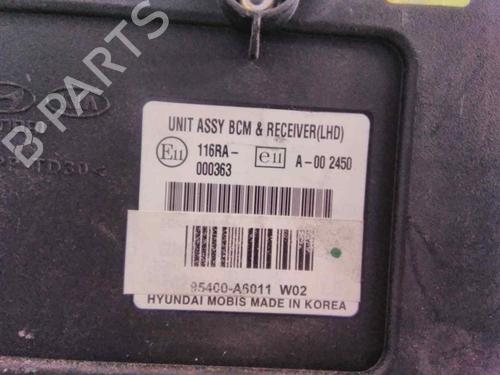 B-PARTS
UNIT ASSY BCM & RECEIVER(LHD)
E11 116RA-
000363
e11 A-00 2450
95400-A6011 W02
HYUNDAI MOBIS MADE IN KOREA